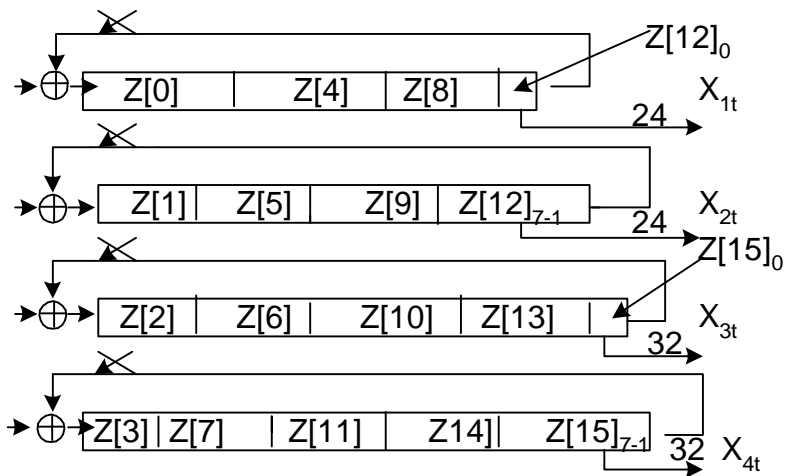 Z[12]0
Z[0] Z[4] Z[8]
X1t
24
Z[1] Z[5] Z[9] Z[12]7-1
X2t
24
Z[15]0
Z[2] Z[6] Z[10] Z[13]
X3t
32
Z[3] Z[7] Z[11] Z14] Z[15]7-1
32 X4t